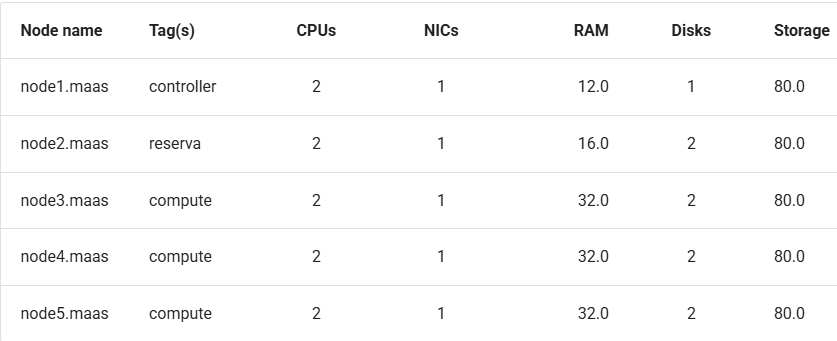 Node name Tag(s) CPUs NICs RAM Disks Storage
node1.maas controller 2 1 12.0 1 80.0
node2.maas reserva 2 1 16.0 2 80.0
node3.maas compute 2 1 32.0 2 80.0
node4.maas compute 2 1 32.0 2 80.0
node5.maas compute 2 1 32.0 2 80.0